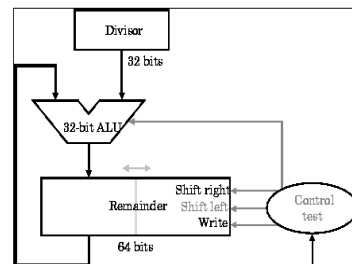 Divisor
32 bits
32-bit ALU
Shift right
Remainder
Shift left
Write
Control
test
64 bits